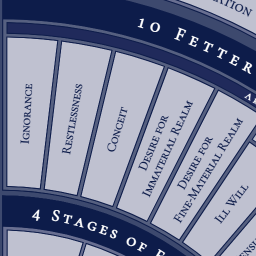 10 FETTER
IGNORANCE
RESTLESSNESS
CONCEIT
DESIRE FOR
IMMATERIAL REALM
DESIRE FOR
FINE-MATERIAL REALM
ILL WILL
4 STAGES OF